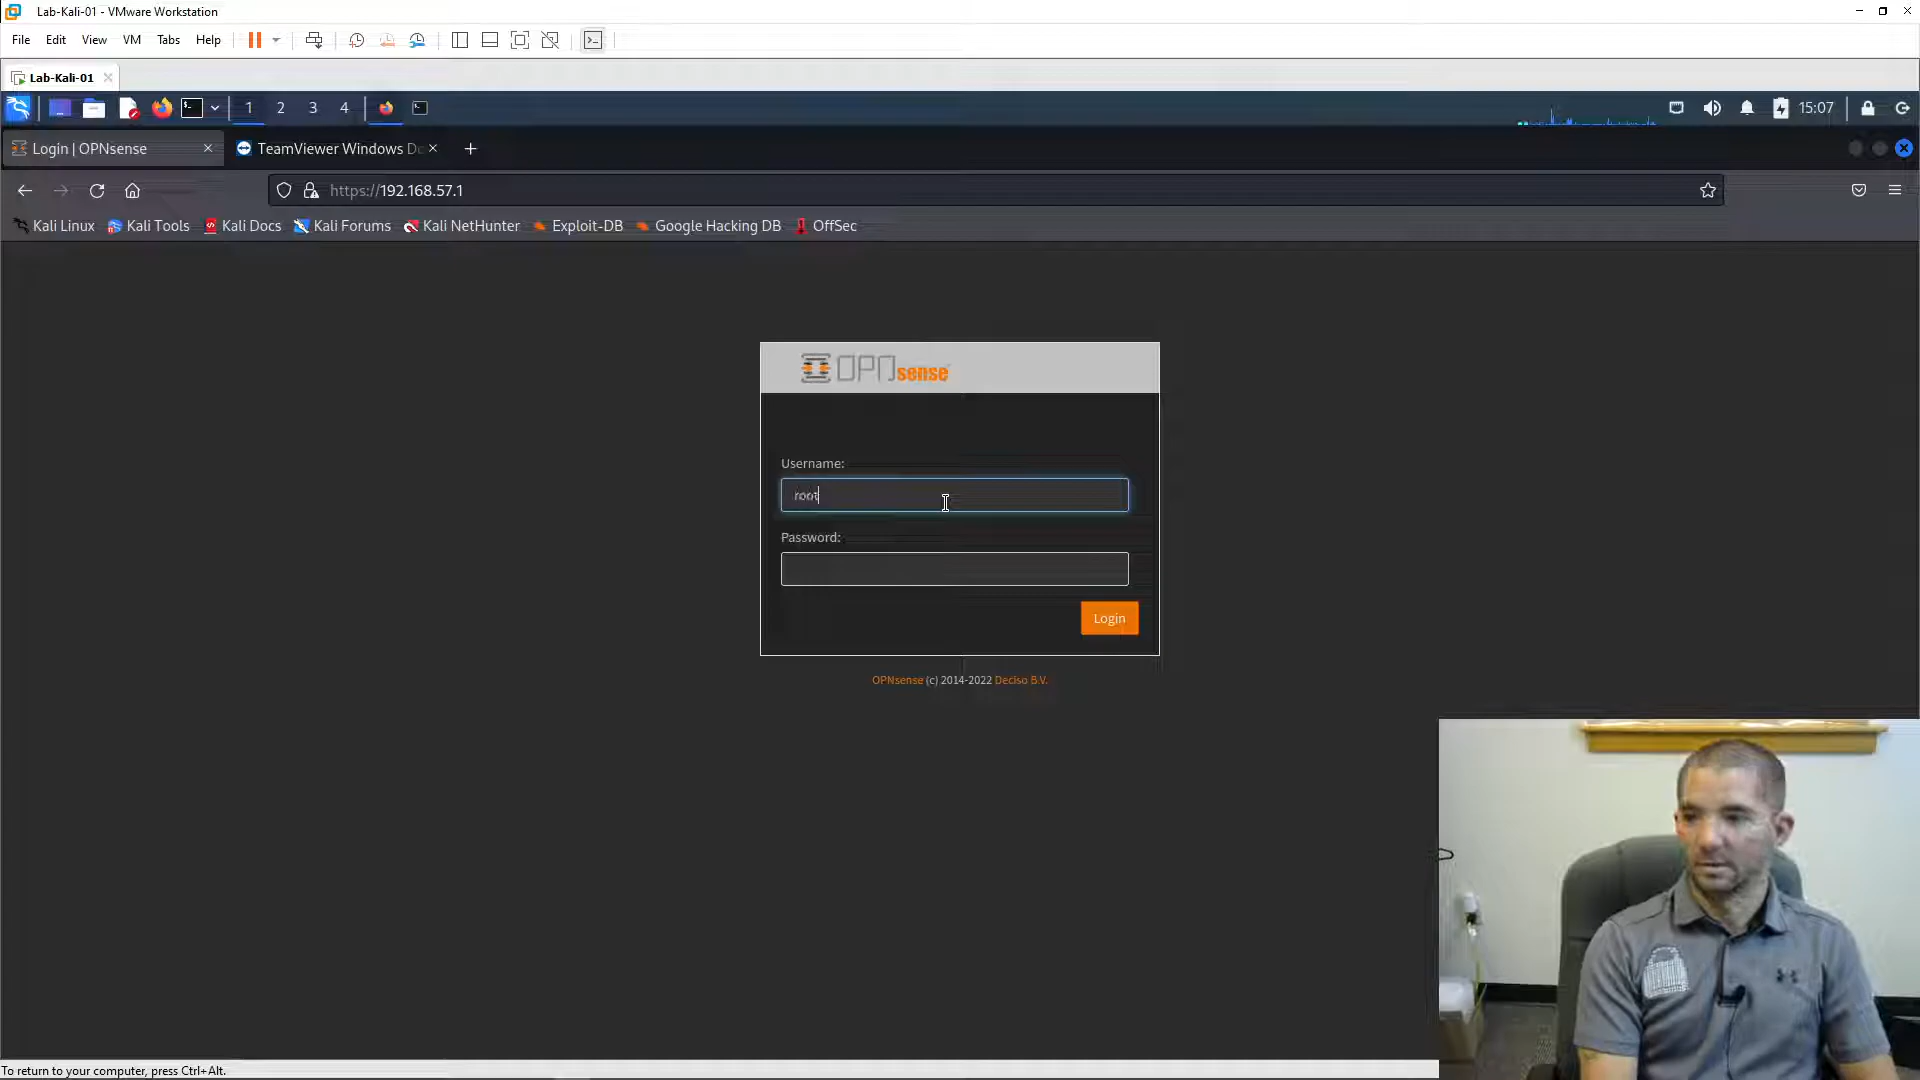 Lab-Kali-01 - VMware Workstation
File Edit View VM Tabs Help
Lab-Kali-01
1 2 3 4 15:07
Login | OPNsense TeamViewer Windows Do
https://192.168.57.1
Kali Linux Kali Tools Kali Docs Kali Forums Kali NetHunter Exploit-DB Google Hacking DB OffSec
OPNsense
Username:
root
Password:
Login
OPNsense (c) 2014-2022 Deciso B.V.
To return to your computer, press Ctrl+Alt.